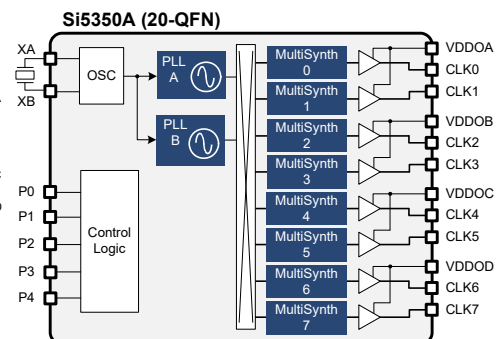 Si5350A (20-QFN)
XA
XB
OSC
PLL
A
PLL
B
P0
P1
P2
P3
P4
Control
Logic
MultiSynth
0
MultiSynth
1
MultiSynth
2
MultiSynth
3
MultiSynth
4
MultiSynth
5
MultiSynth
6
MultiSynth
7
VDDOA
CLK0
CLK1
VDDOB
CLK2
CLK3
VDDOC
CLK4
CLK5
VDDOD
CLK6
CLK7